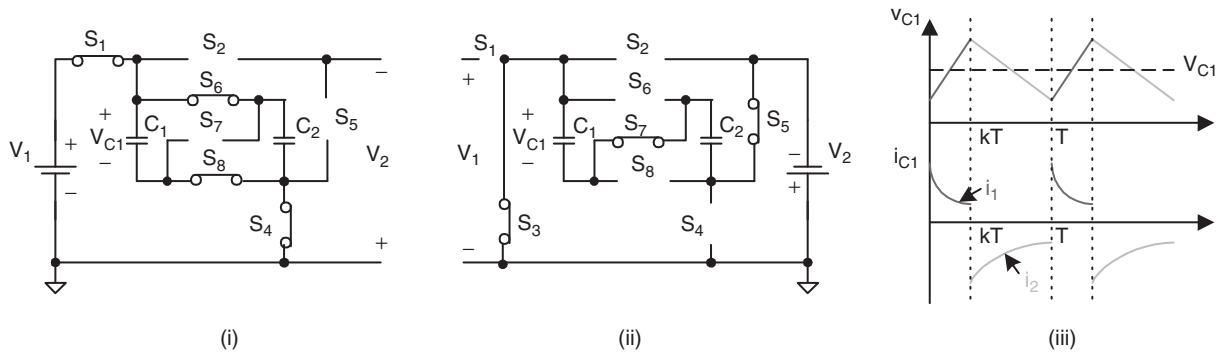 S1
S2
S6
S7
S8
S5
S4
+
VC1
−
C1
C2
V1
+
−
−
V2
+
(i)
S1
S2
S6
S7
S8
S5
S3
S4
+
V1
−
+
VC1
−
C1
C2
−
V2
+
(ii)
vC1
VC1
kT
T
iC1
i1
kT
T
i2
(iii)